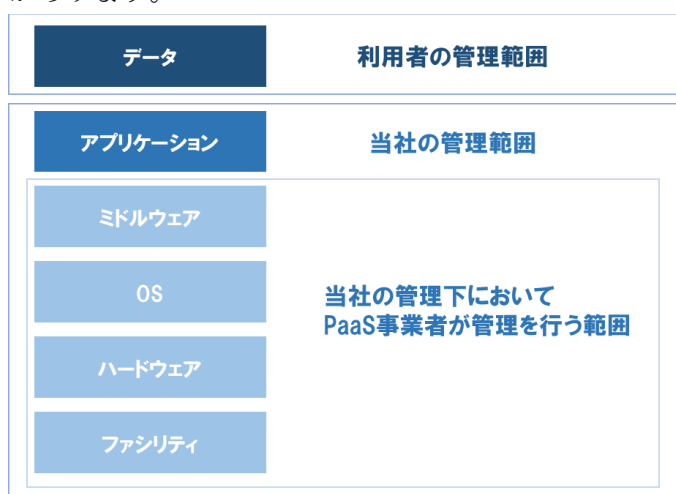 データ
利用者の管理範囲
アプリケーション
当社の管理範囲
ミドルウェア
OS
当社の管理下において
PaaS事業者が管理を行う範囲
ハードウェア
ファシリティ